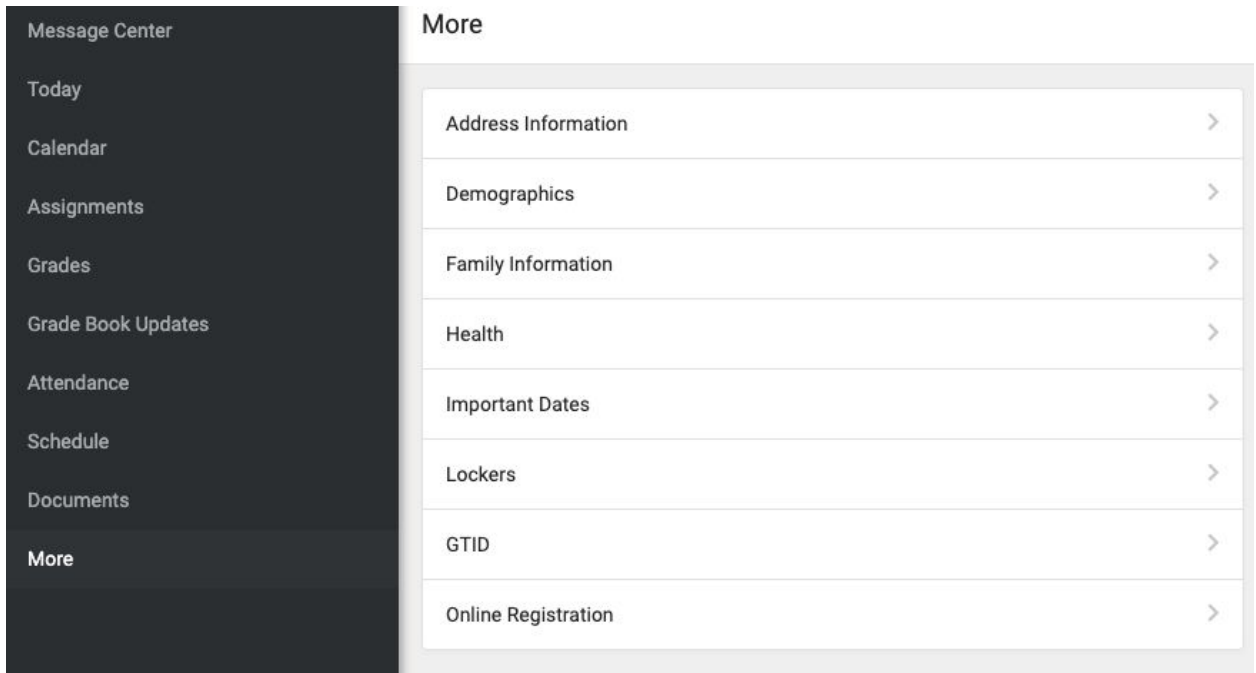 Message Center
Today
Calendar
Assignments
Grades
Grade Book Updates
Attendance
Schedule
Documents
More
More
Address Information
Demographics
Family Information
Health
Important Dates
Lockers
GTID
Online Registration